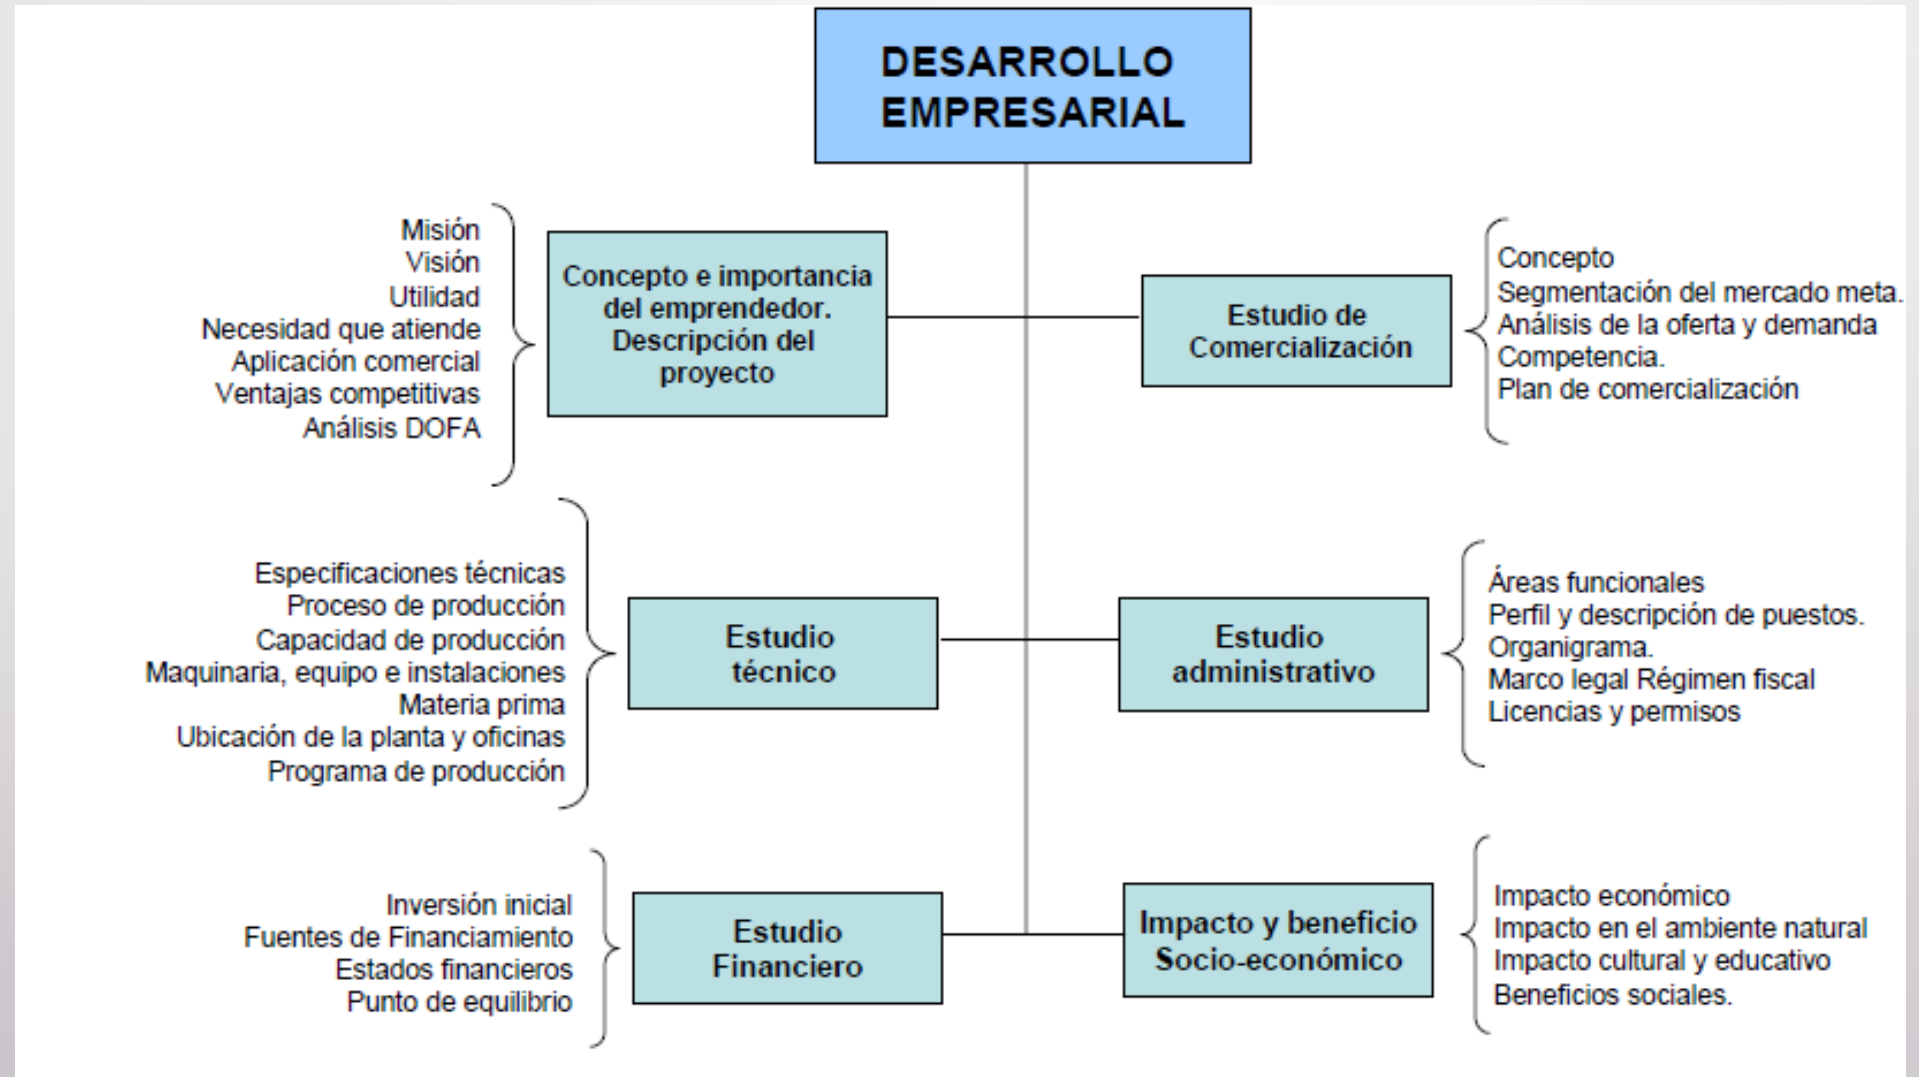 DESARROLLO
EMPRESARIAL
Misión
Visión
Utilidad
Necesidad que atiende
Aplicación comercial
Ventajas competitivas
Análisis DOFA
Concepto e importancia
del emprendedor.
Descripción del
proyecto
Estudio de
Comercialización
Concepto
Segmentación del mercado meta.
Análisis de la oferta y demanda
Competencia.
Plan de comercialización
Especificaciones técnicas
Proceso de producción
Capacidad de producción
Maquinaria, equipo e instalaciones
Materia prima
Ubicación de la planta y oficinas
Programa de producción
Estudio
técnico
Estudio
administrativo
Áreas funcionales
Perfil y descripción de puestos.
Organigrama.
Marco legal Régimen fiscal
Licencias y permisos
Inversión inicial
Fuentes de Financiamiento
Estados financieros
Punto de equilibrio
Estudio
Financiero
Impacto y beneficio
Socio-económico
Impacto económico
Impacto en el ambiente natural
Impacto cultural y educativo
Beneficios sociales.